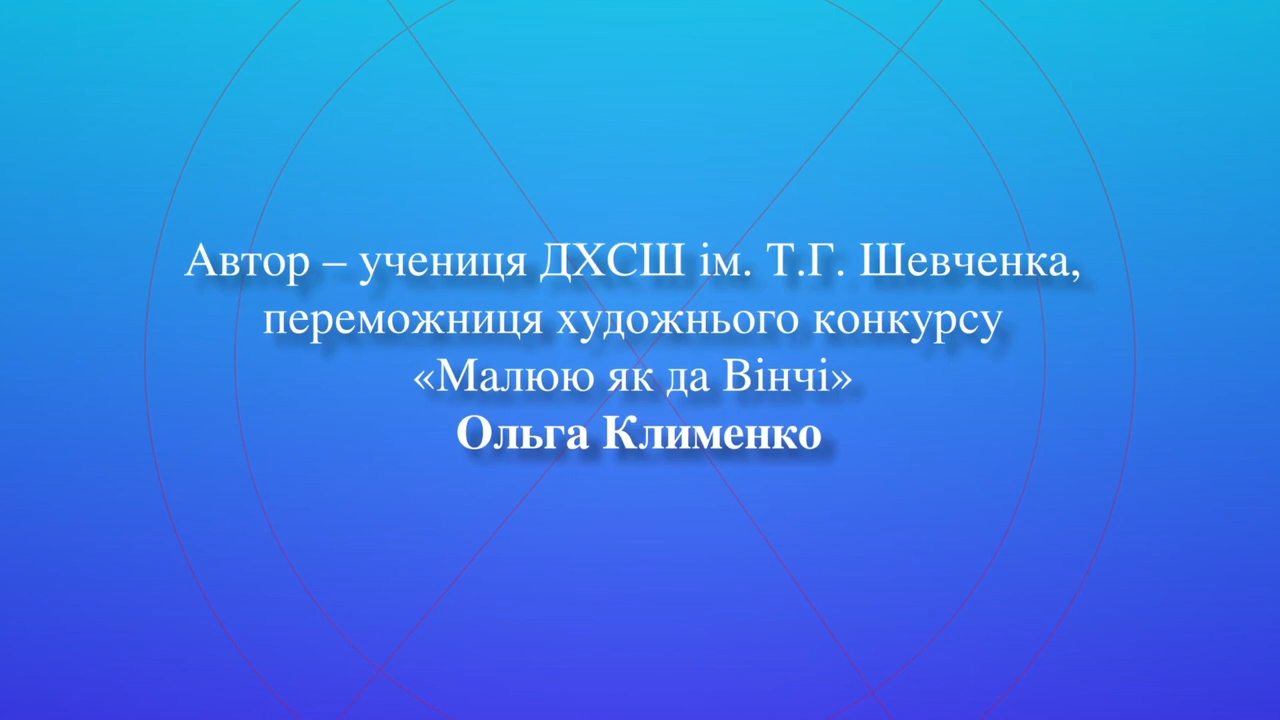 Автор – учениця ДХСШ ім. Т.Г. Шевченка,
переможниця художнього конкурсу
«Малюю як да Вінчі»
Ольга Клименко